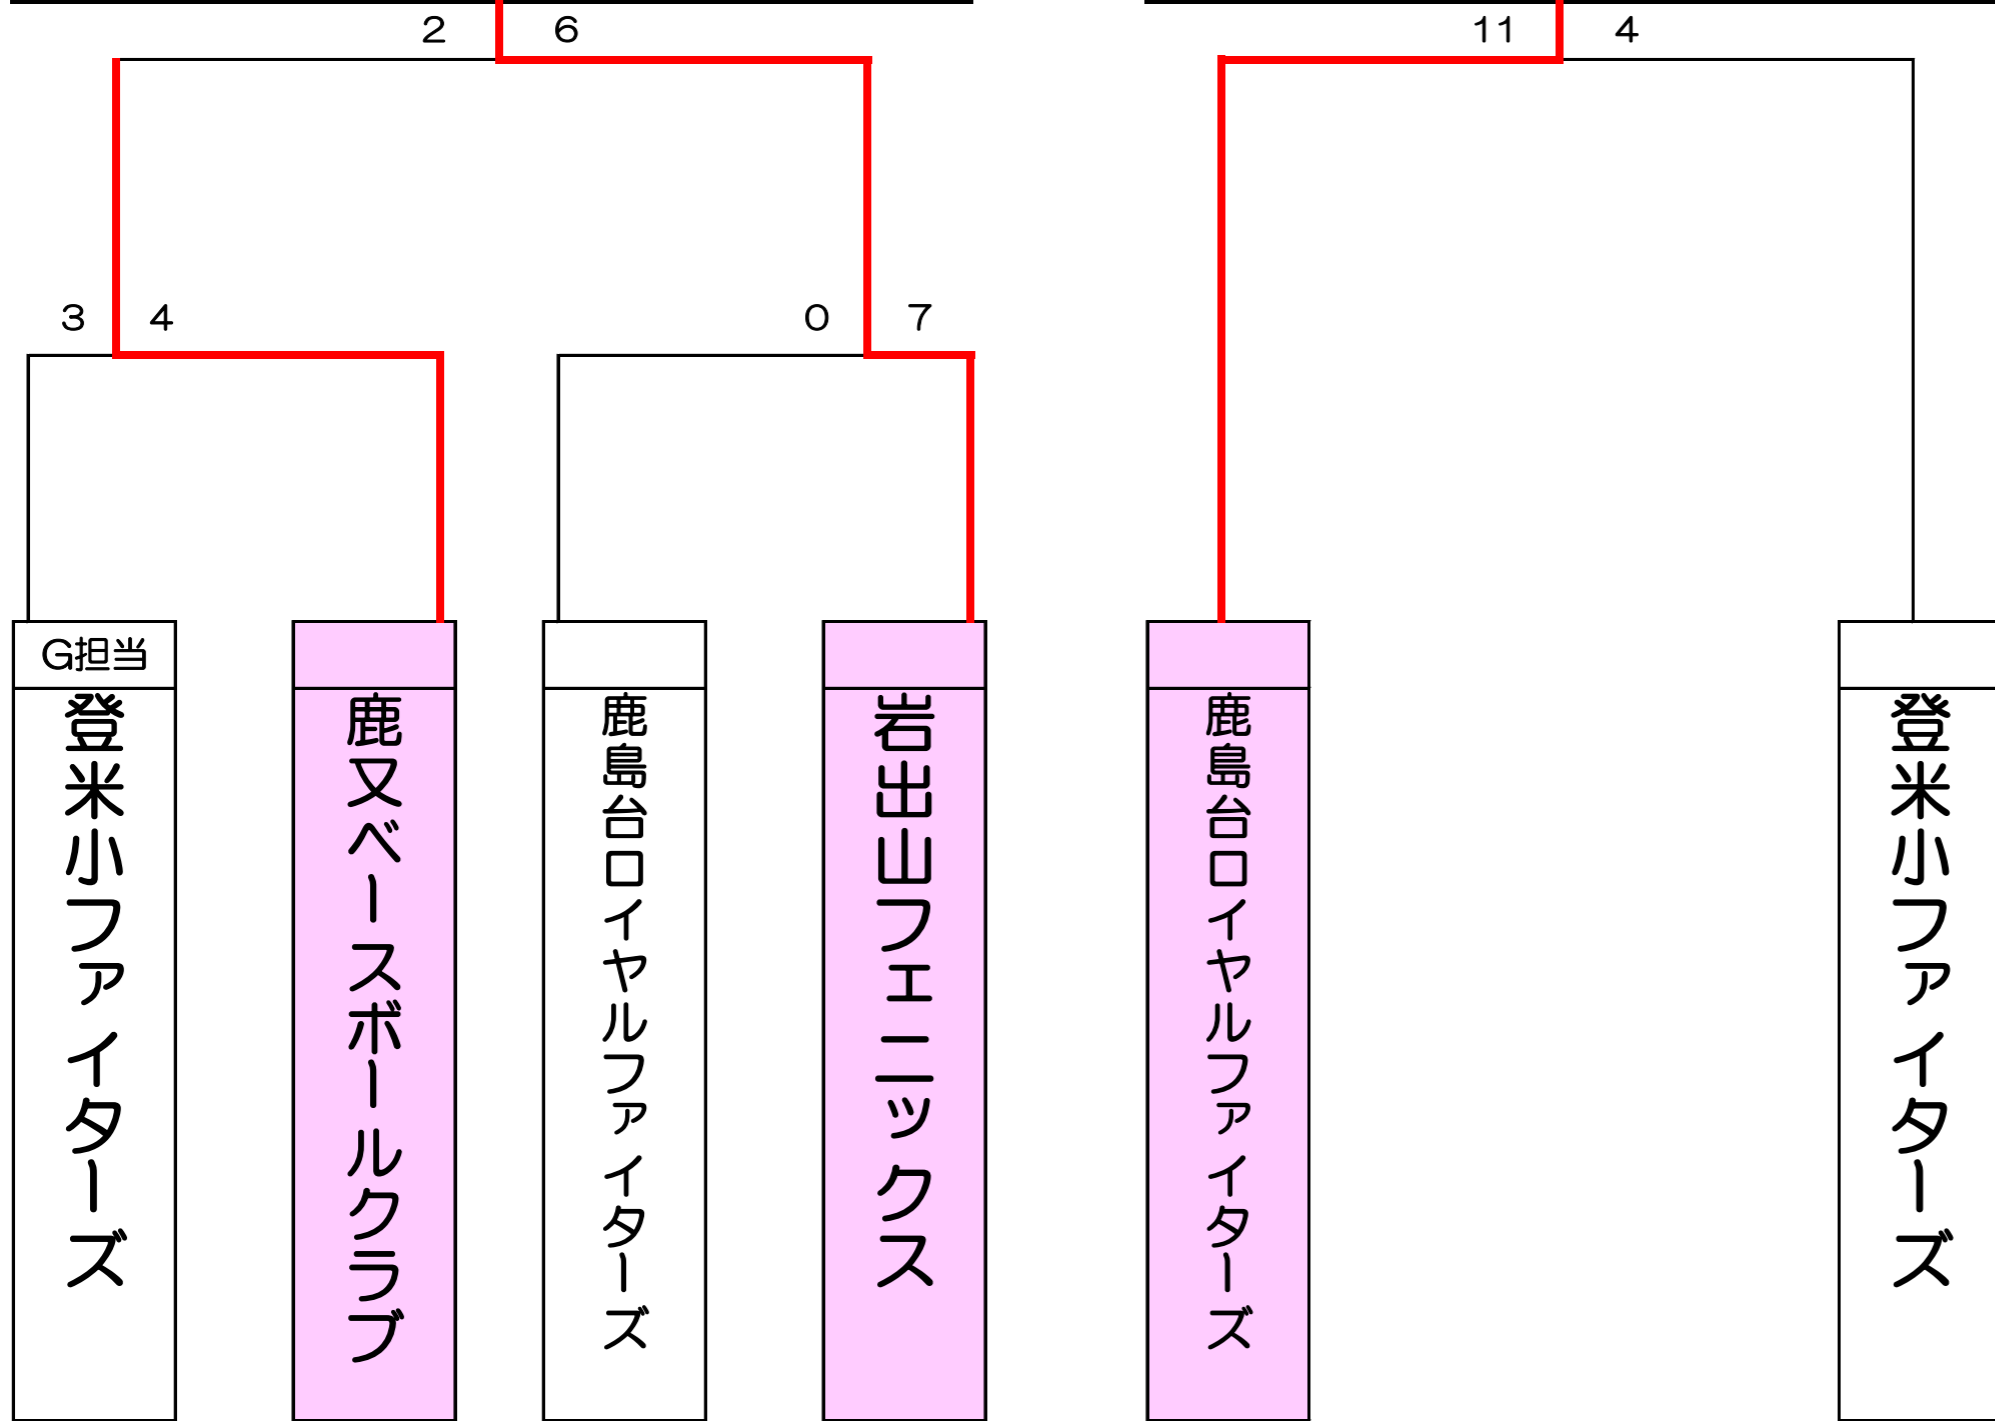 2 6
11 4
3 4
0 7
G担当
登米小ファイターズ
鹿又ベースボールクラブ
鹿島台ロイヤルファイターズ
岩出山フェニックス
鹿島台ロイヤルファイターズ
登米小ファイターズ